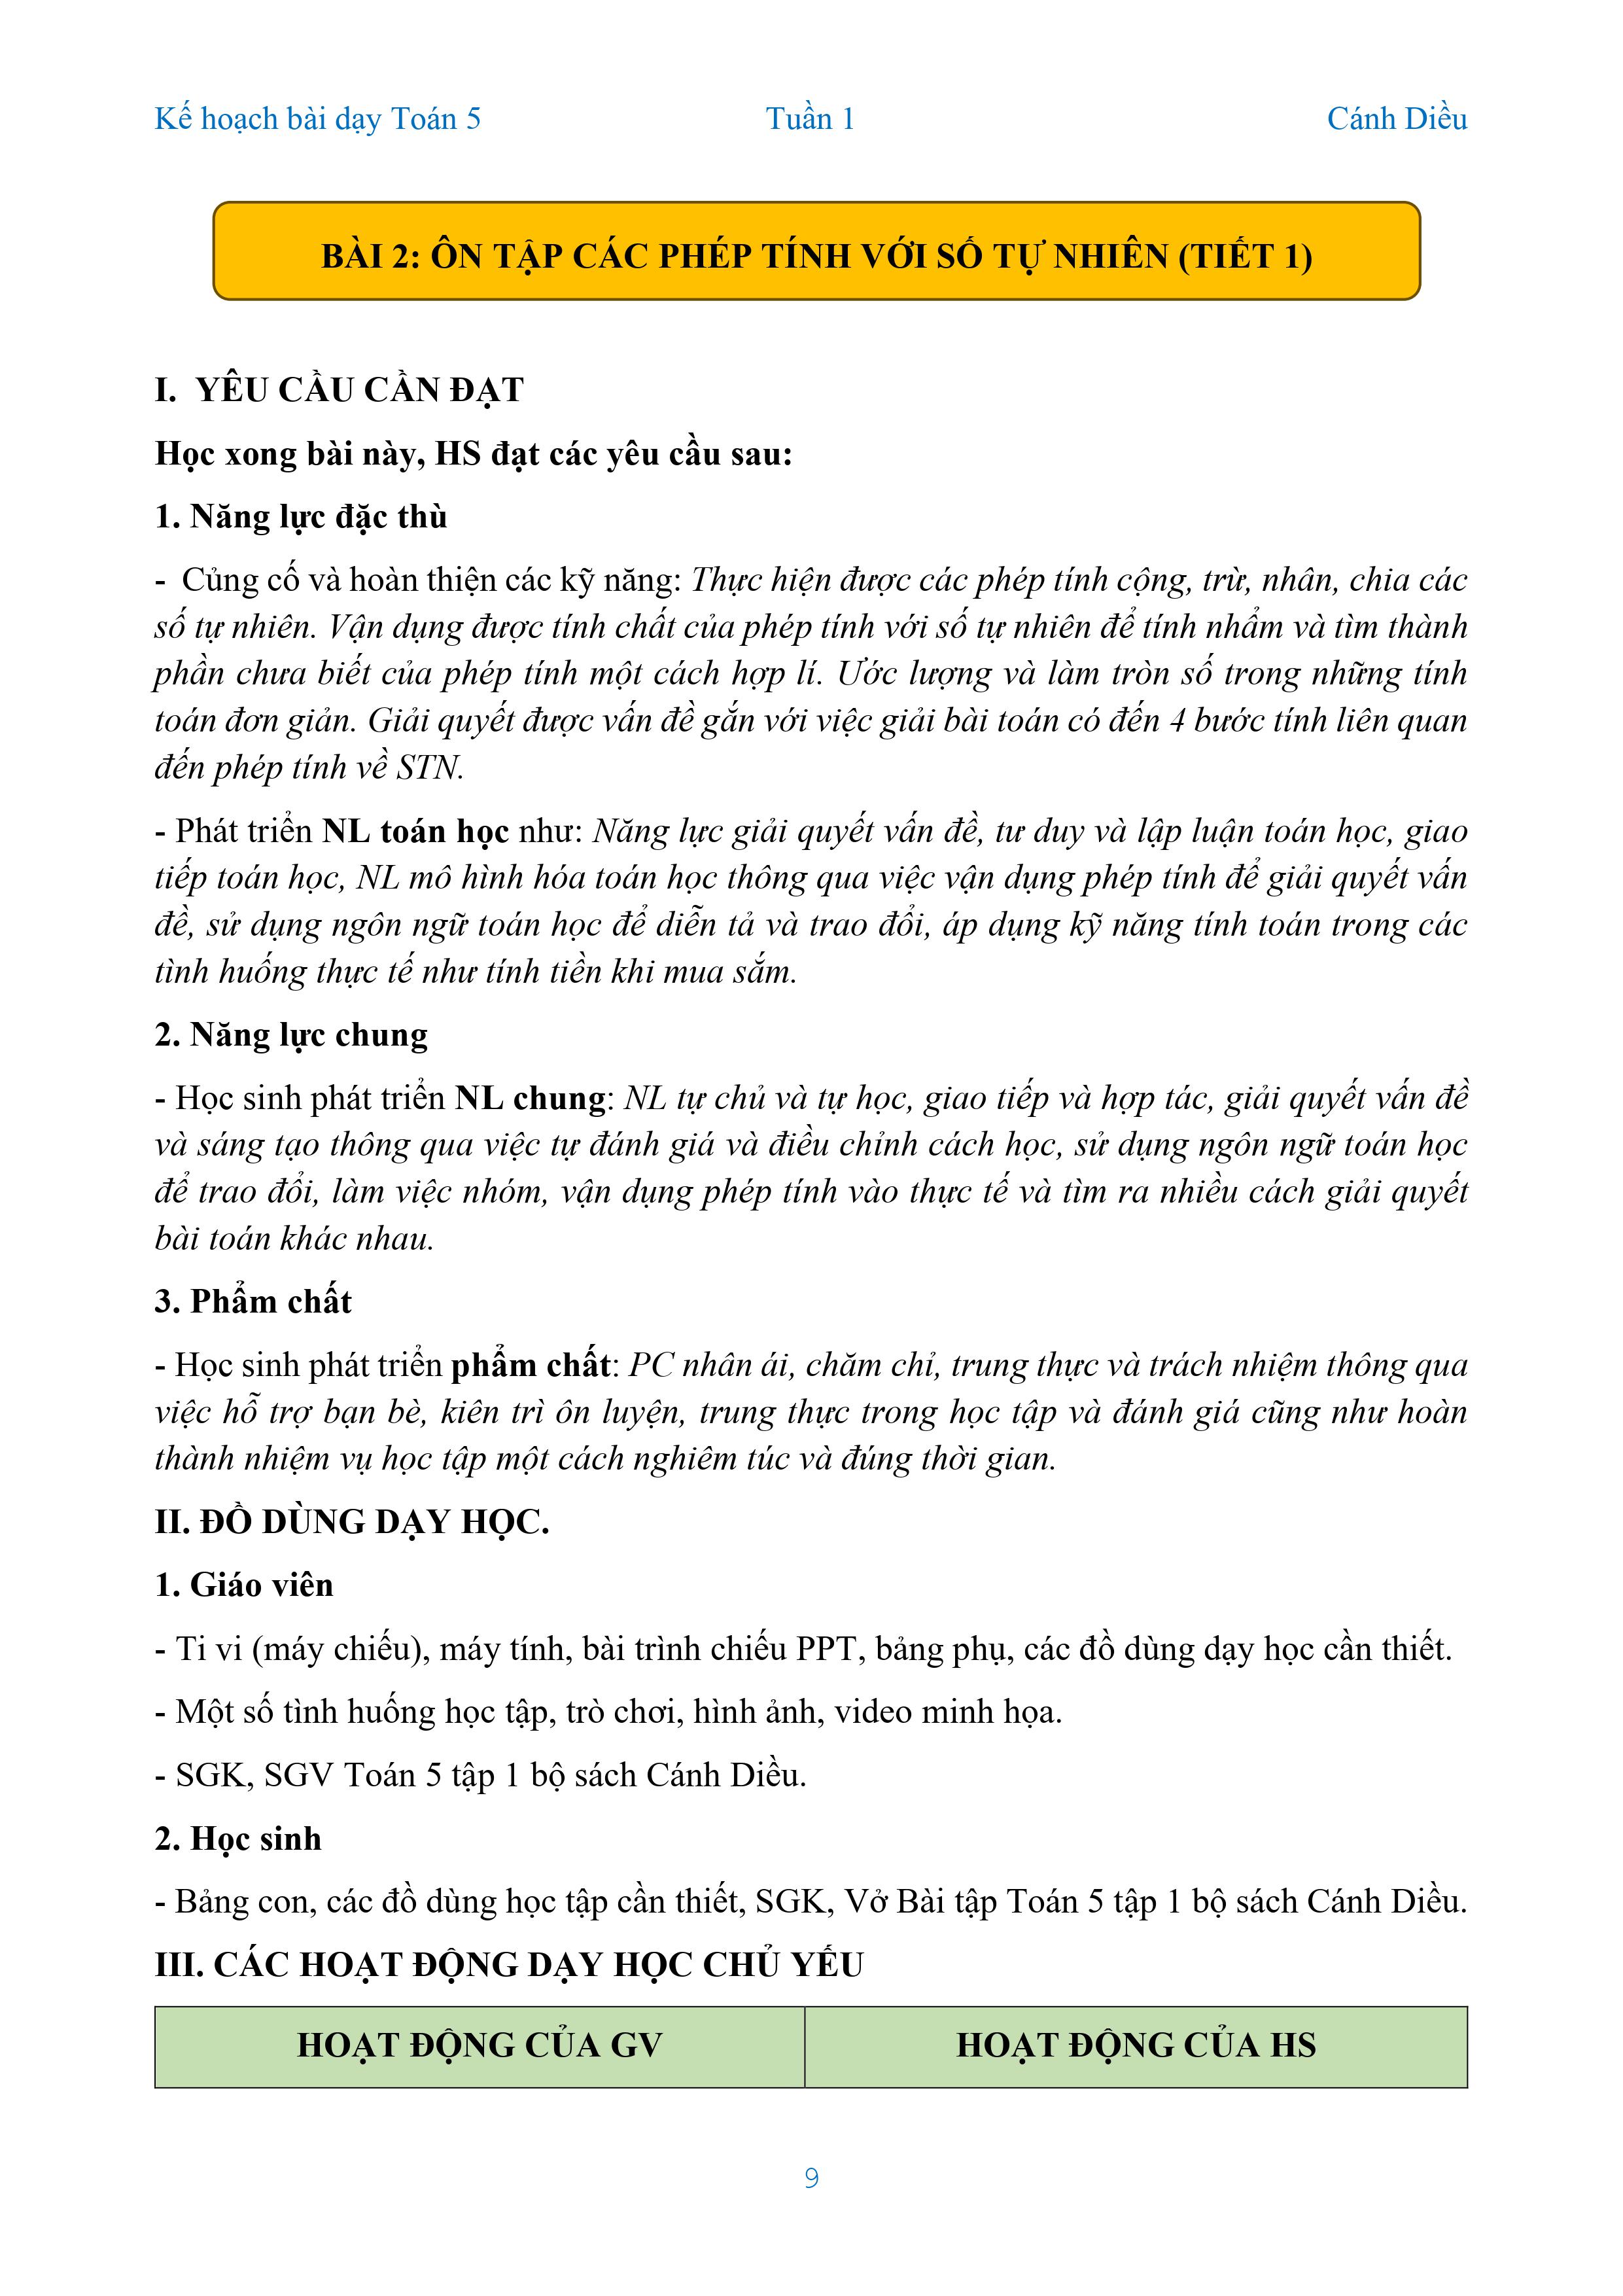 Kế hoạch bài dạy Toán 5 Tuần 1 Cánh Diều
BÀI 2: ÔN TẬP CÁC PHÉP TÍNH VỚI SỐ TỰ NHIÊN (TIẾT 1)
I. YÊU CẦU CẦN ĐẠT
Học xong bài này, HS đạt các yêu cầu sau:
1. Năng lực đặc thù
- Củng cố và hoàn thiện các kỹ năng: Thực hiện được các phép tính cộng, trừ, nhân, chia các
số tự nhiên. Vận dụng được tính chất của phép tính với số tự nhiên để tính nhẩm và tìm thành
phần chưa biết của phép tính một cách hợp lí. Ước lượng và làm tròn số trong những tính
toán đơn giản. Giải quyết được vấn đề gắn với việc giải bài toán có đến 4 bước tính liên quan
đến phép tính về STN.
- Phát triển NL toán học như: Năng lực giải quyết vấn đề, tư duy và lập luận toán học, giao
tiếp toán học, NL mô hình hóa toán học thông qua việc vận dụng phép tính để giải quyết vấn
đề, sử dụng ngôn ngữ toán học để diễn tả và trao đổi, áp dụng kỹ năng tính toán trong các
tình huống thực tế như tính tiền khi mua sắm.
2. Năng lực chung
- Học sinh phát triển NL chung: NL tự chủ và tự học, giao tiếp và hợp tác, giải quyết vấn đề
và sáng tạo thông qua việc tự đánh giá và điều chỉnh cách học, sử dụng ngôn ngữ toán học
để trao đổi, làm việc nhóm, vận dụng phép tính vào thực tế và tìm ra nhiều cách giải quyết
bài toán khác nhau.
3. Phẩm chất
- Học sinh phát triển phẩm chất: PC nhân ái, chăm chỉ, trung thực và trách nhiệm thông qua
việc hỗ trợ bạn bè, kiên trì ôn luyện, trung thực trong học tập và đánh giá cũng như hoàn
thành nhiệm vụ học tập một cách nghiêm túc và đúng thời gian.
II. ĐỒ DÙNG DẠY HỌC.
1. Giáo viên
- Ti vi (máy chiếu), máy tính, bài trình chiếu PPT, bảng phụ, các đồ dùng dạy học cần thiết.
- Một số tình huống học tập, trò chơi, hình ảnh, video minh họa.
- SGK, SGV Toán 5 tập 1 bộ sách Cánh Diều.
2. Học sinh
- Bảng con, các đồ dùng học tập cần thiết, SGK, Vở Bài tập Toán 5 tập 1 bộ sách Cánh Diều.
III. CÁC HOẠT ĐỘNG DẠY HỌC CHỦ YẾU
HOẠT ĐỘNG CỦA GV HOẠT ĐỘNG CỦA HS
9